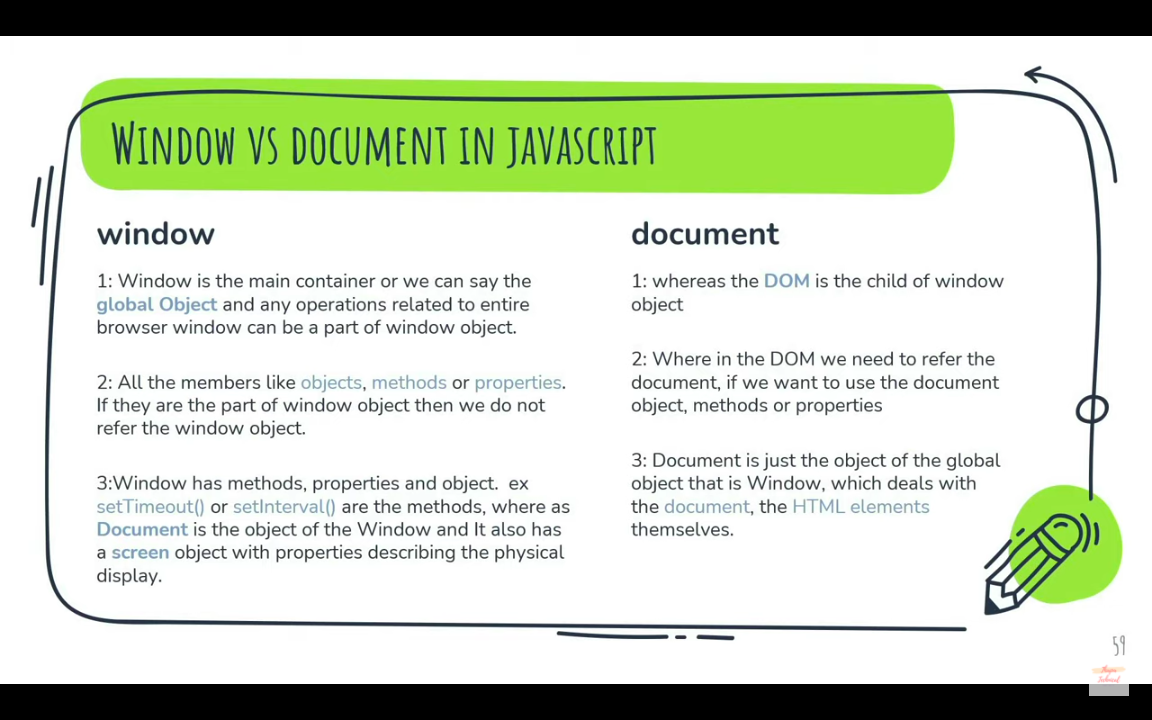 Window vs document in javascript
window
1: Window is the main container or we can say the
global Object and any operations related to entire
browser window can be a part of window object.
2: All the members like objects, methods or properties.
If they are the part of window object then we do not
refer the window object.
3:Window has methods, properties and object. ex
setTimeout() or setInterval() are the methods, where as
Document is the object of the Window and It also has
a screen object with properties describing the physical
display.
document
1: whereas the DOM is the child of window
object
2: Where in the DOM we need to refer the
document, if we want to use the document
object, methods or properties
3: Document is just the object of the global
object that is Window, which deals with
the document, the HTML elements
themselves.
59